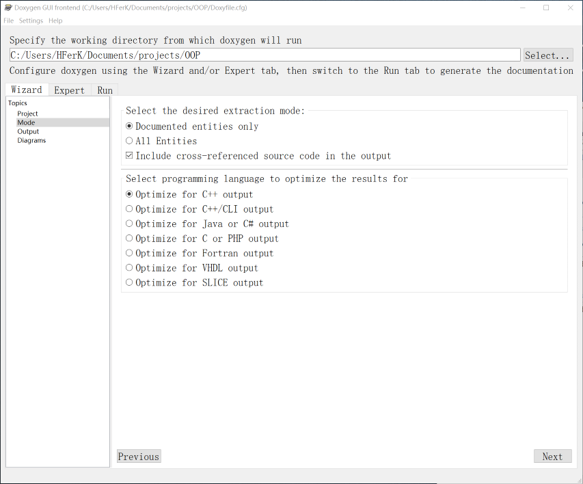 Doxygen GUI frontend (C:/Users/HFerK/Documents/projects/OOP/DoxyFile.cfg)
File Settings Help
Specify the working directory from which doxygen will run
C:/Users/HFerK/Documents/projects/OOP
Select...
Configure doxygen using the Wizard and/or Expert tab, then switch to the Run tab to generate the documentation
Wizard Expert Run
Topics
Project
Mode
Output
Diagrams
Select the desired extraction mode:
Documented entities only
All Entities
Include cross-referenced source code in the output
Select programming language to optimize the results for
Optimize for C++ output
Optimize for C++/CLI output
Optimize for Java or C# output
Optimize for C or PHP output
Optimize for Fortran output
Optimize for VHDL output
Optimize for SLICE output
Previous
Next